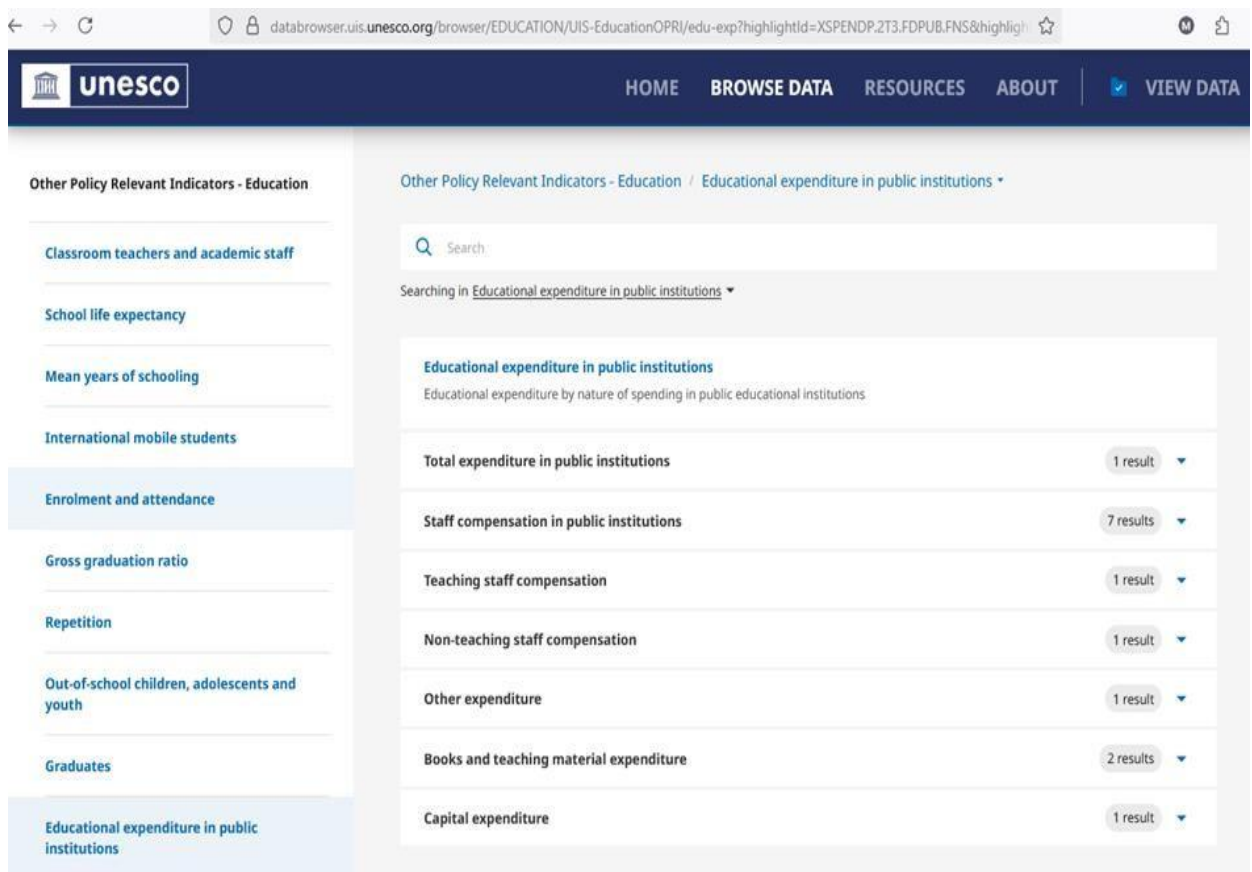 databrowser.uis.unesco.org/browser/EDUCATION/UIS-EducationOPRI/edu-exp?highlightId=XSPENDP.2T3.FDPUB.FNS&highligh
M
unesco
HOME BROWSE DATA RESOURCES ABOUT VIEW DATA
Other Policy Relevant Indicators - Education
Classroom teachers and academic staff
School life expectancy
Mean years of schooling
International mobile students
Enrolment and attendance
Gross graduation ratio
Repetition
Out-of-school children, adolescents and
youth
Graduates
Educational expenditure in public
institutions
Other Policy Relevant Indicators - Education / Educational expenditure in public institutions
Search
Searching in Educational expenditure in public institutions
Educational expenditure in public institutions
Educational expenditure by nature of spending in public educational institutions
Total expenditure in public institutions 1 result
Staff compensation in public institutions 7 results
Teaching staff compensation 1 result
Non-teaching staff compensation 1 result
Other expenditure 1 result
Books and teaching material expenditure 2 results
Capital expenditure 1 result